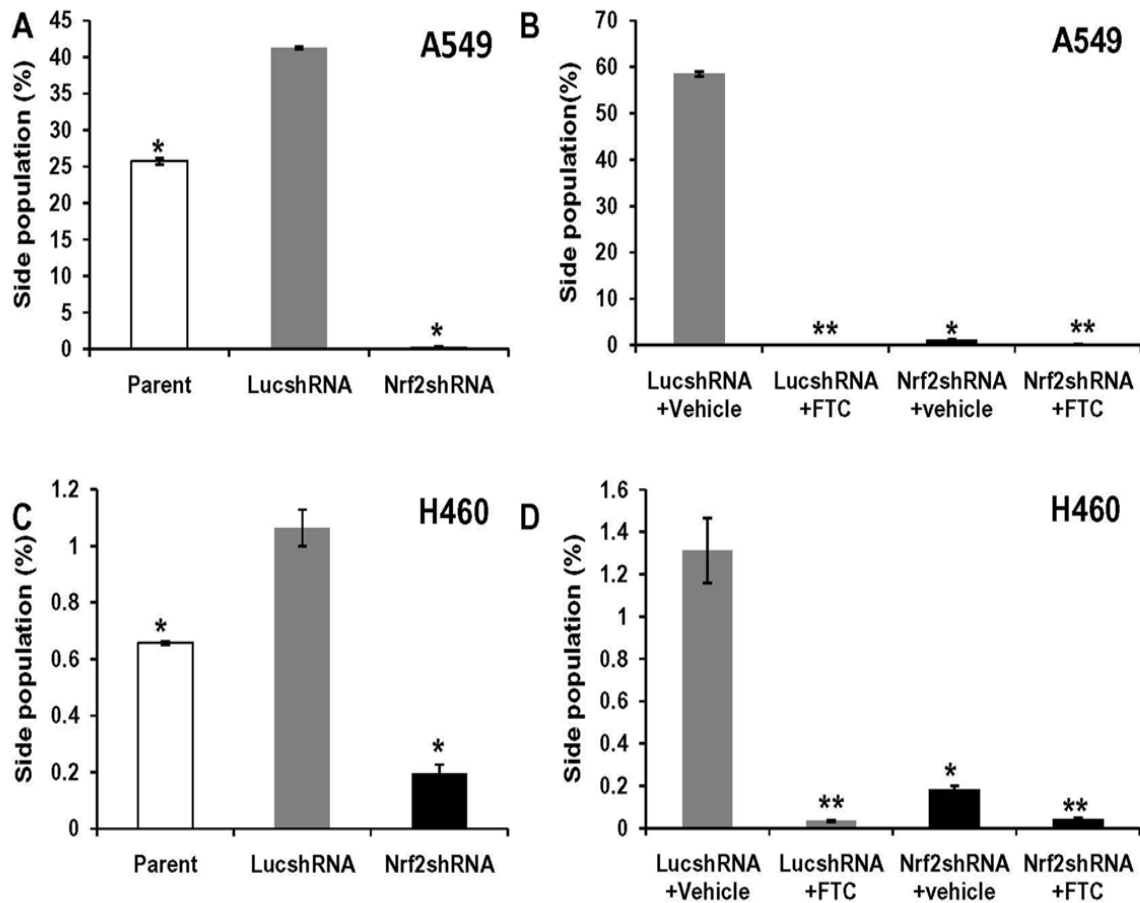 A
A549
Side population (%)
45
40
35
30
25
20
15
10
5
0
*
*
Parent
LucshRNA
Nrf2shRNA
B
A549
Side population(%)
70
60
50
40
30
20
10
0
**
*
**
LucshRNA
+Vehicle
LucshRNA
+FTC
Nrf2shRNA
+vehicle
Nrf2shRNA
+FTC
C
H460
Side population (%)
1.2
1
0.8
0.6
0.4
0.2
0
*
*
Parent
LucshRNA
Nrf2shRNA
D
H460
Side population (%)
1.6
1.4
1.2
1
0.8
0.6
0.4
0.2
0
**
*
**
LucshRNA
+Vehicle
LucshRNA
+FTC
Nrf2shRNA
+vehicle
Nrf2shRNA
+FTC